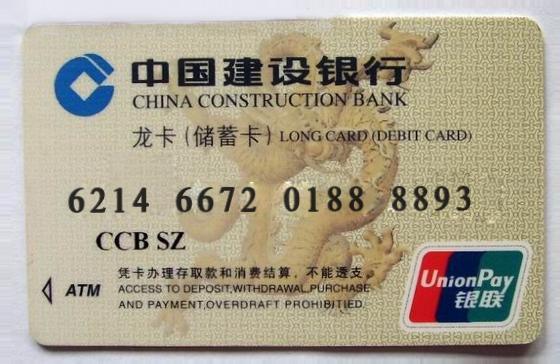 中国建设银行
CHINA CONSTRUCTION BANK
龙卡(储蓄卡) LONG CARD (DEBIT CARD)
6214 6672 0188 8893
CCB SZ
凭卡办理存取款和消费结算，不能透支。
ATM ACCESS TO DEPOSIT,WITHDRAWAL,PURCHASE
AND PAYMENT,OVERDRAFT PROHIBITIED.
UnionPay
银联